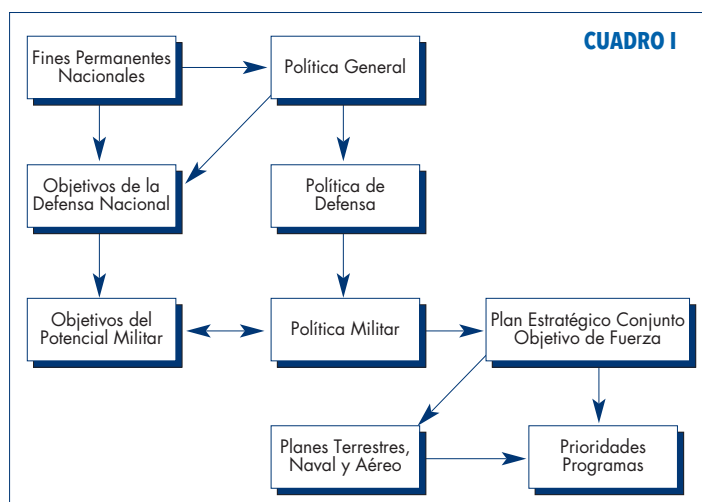 CUADRO I
Fines Permanentes
Nacionales
Política General
Objetivos de la
Defensa Nacional
Política de
Defensa
Objetivos del
Potencial Militar
Política Militar
Plan Estratégico Conjunto
Objetivo de Fuerza
Planes Terrestres,
Naval y Aéreo
Prioridades
Programas